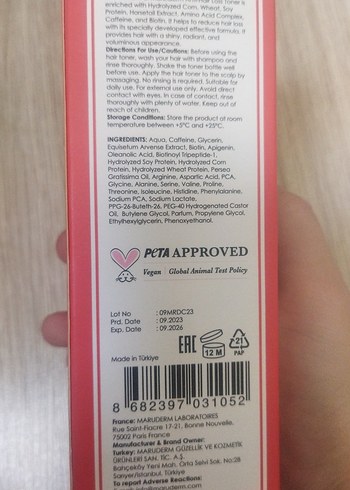 enriched with Hydrolyzed Corn, Wheat, Soy
Protein, Horsetail Extract, Amino Acid Complex,
Caffeine, and Biotin, it helps to reduce hair loss
with its specially developed effective formula, it
provides hair with a shiny, radiant, and
voluminous appearance.
Directions For Use/Cautions: Before using the
hair toner, wash your hair with shampoo and
rinse thoroughly. Shake the toner bottle well
before use. Apply the hair toner to the scalp by
massaging. No rinsing is required. Suitable for
daily use. For external use only. Avoid direct
contact with eyes. In case of contact, rinse
thoroughly with plenty of water. Keep out of
reach of children.
Storage Conditions: Store the product at room
temperature between +5°C and +25°C.
INGREDIENTS: Aqua, Caffeine, Glycerin,
Equisetum Arvense Extract, Biotin, Apigenin,
Oleanolic Acid, Biotinoyl Tripeptide-1,
Hydrolyzed Soy Protein, Hydrolyzed Corn
Protein, Hydrolyzed Wheat Protein, Persea
Gratissima Oil, Arginine, Aspartic Acid, PCA,
Glycine, Alanine, Serine, Valine, Proline,
Threonine, Isoleucine, Histidine, Phenylalanine,
Sodium PCA, Sodium Lactate,
PPG-26-Buteth-26, PEG-40 Hydrogenated Castor
Oil, Butylene Glycol, Parfum, Propylene Glycol,
Ethylhexylglycerin, Phenoxyethanol.
PETA APPROVED
Vegan | Global Animal Test Policy
Lot No : 09MRDC23
Prd. Date : 09.2023
Exp. Date : 09.2026
EAC 12 M 21 PAP
Made in Türkiye
8 682397 031052
France: MARUDERM LABORATOIRES
Rue Saint-Fiacre 17-21, Bonne Nouvelle,
75002 Paris France
Manufacturer & Brand Owner:
Turkey: MARUDERM GÜZELLİK VE KOZMETİK
ÜRÜNLERİ SAN. TİC. A.Ş.
Bahçeköy Yeni Mah. Orta Selvi Sok. No:2B
Sarıyer/İstanbul, Türkiye
To report Adverse Reactions: